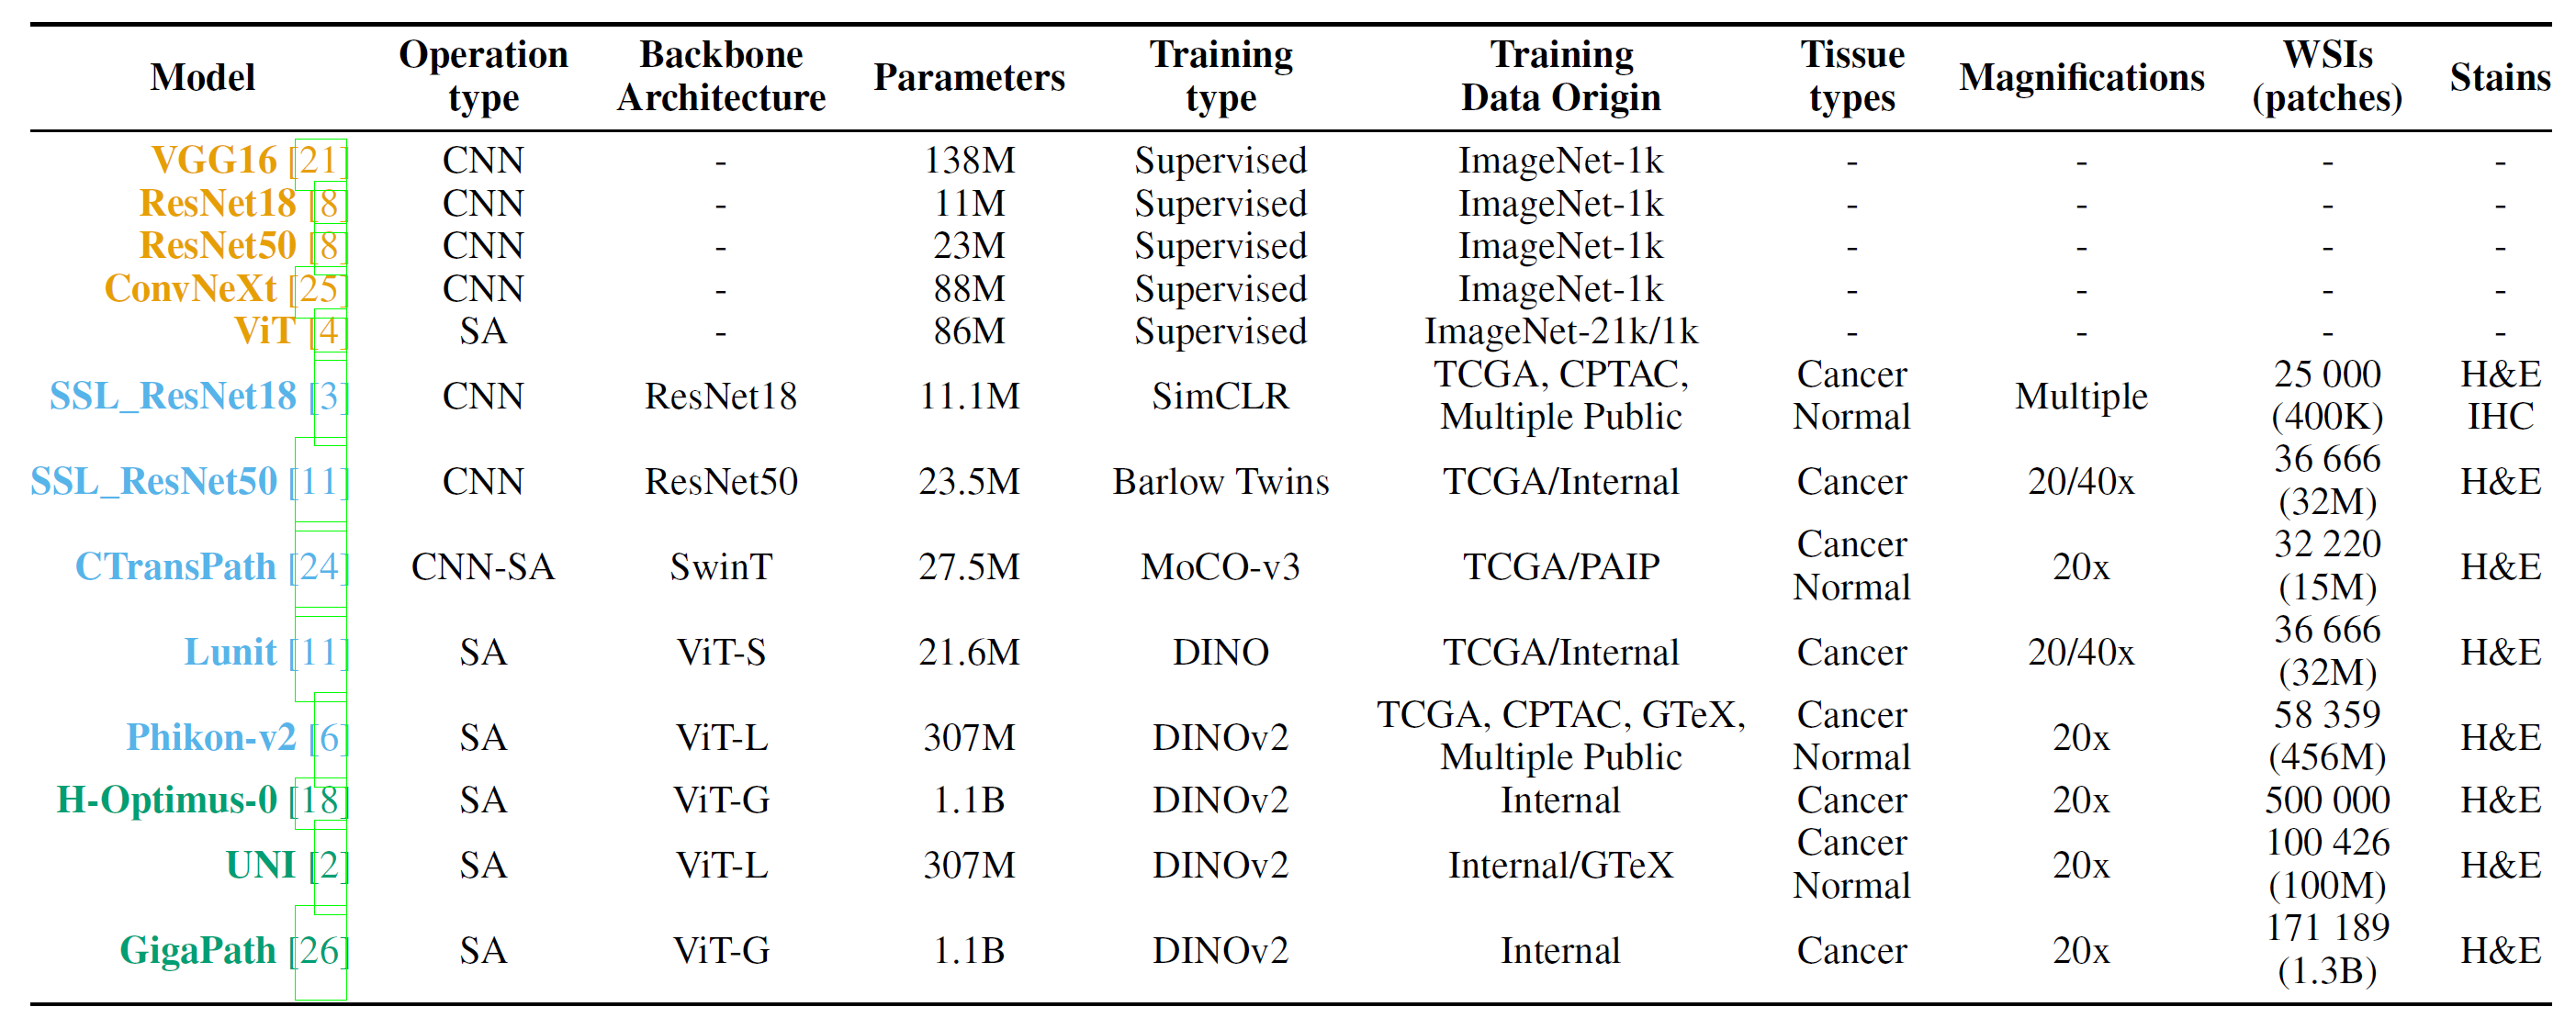 Model Operation type Backbone Architecture Parameters Training type Training Data Origin Tissue types Magnifications WSIs (patches) Stains
VGG16 [21] CNN - 138M Supervised ImageNet-1k - - - -
ResNet18 [8] CNN - 11M Supervised ImageNet-1k - - - -
ResNet50 [8] CNN - 23M Supervised ImageNet-1k - - - -
ConvNeXt [25] CNN - 88M Supervised ImageNet-1k - - - -
ViT [4] SA - 86M Supervised ImageNet-21k/1k - - - -
SSL_ResNet18 [3] CNN ResNet18 11.1M SimCLR TCGA, CPTAC, Multiple Public Cancer Normal Multiple 25 000 (400K) H&E IHC
SSL_ResNet50 [11] CNN ResNet50 23.5M Barlow Twins TCGA/Internal Cancer 20/40x 36 666 (32M) H&E
CTransPath [24] CNN-SA SwinT 27.5M MoCO-v3 TCGA/PAIP Cancer Normal 20x 32 220 (15M) H&E
Lunit [11] SA ViT-S 21.6M DINO TCGA/Internal Cancer 20/40x 36 666 (32M) H&E
Phikon-v2 [6] SA ViT-L 307M DINOv2 TCGA, CPTAC, GTeX, Multiple Public Cancer Normal 20x 58 359 (456M) H&E
H-Optimus-0 [18] SA ViT-G 1.1B DINOv2 Internal Cancer 20x 500 000 H&E
UNI [2] SA ViT-L 307M DINOv2 Internal/GTeX Cancer Normal 20x 100 426 (100M) H&E
GigaPath [26] SA ViT-G 1.1B DINOv2 Internal Cancer 20x 171 189 (1.3B) H&E